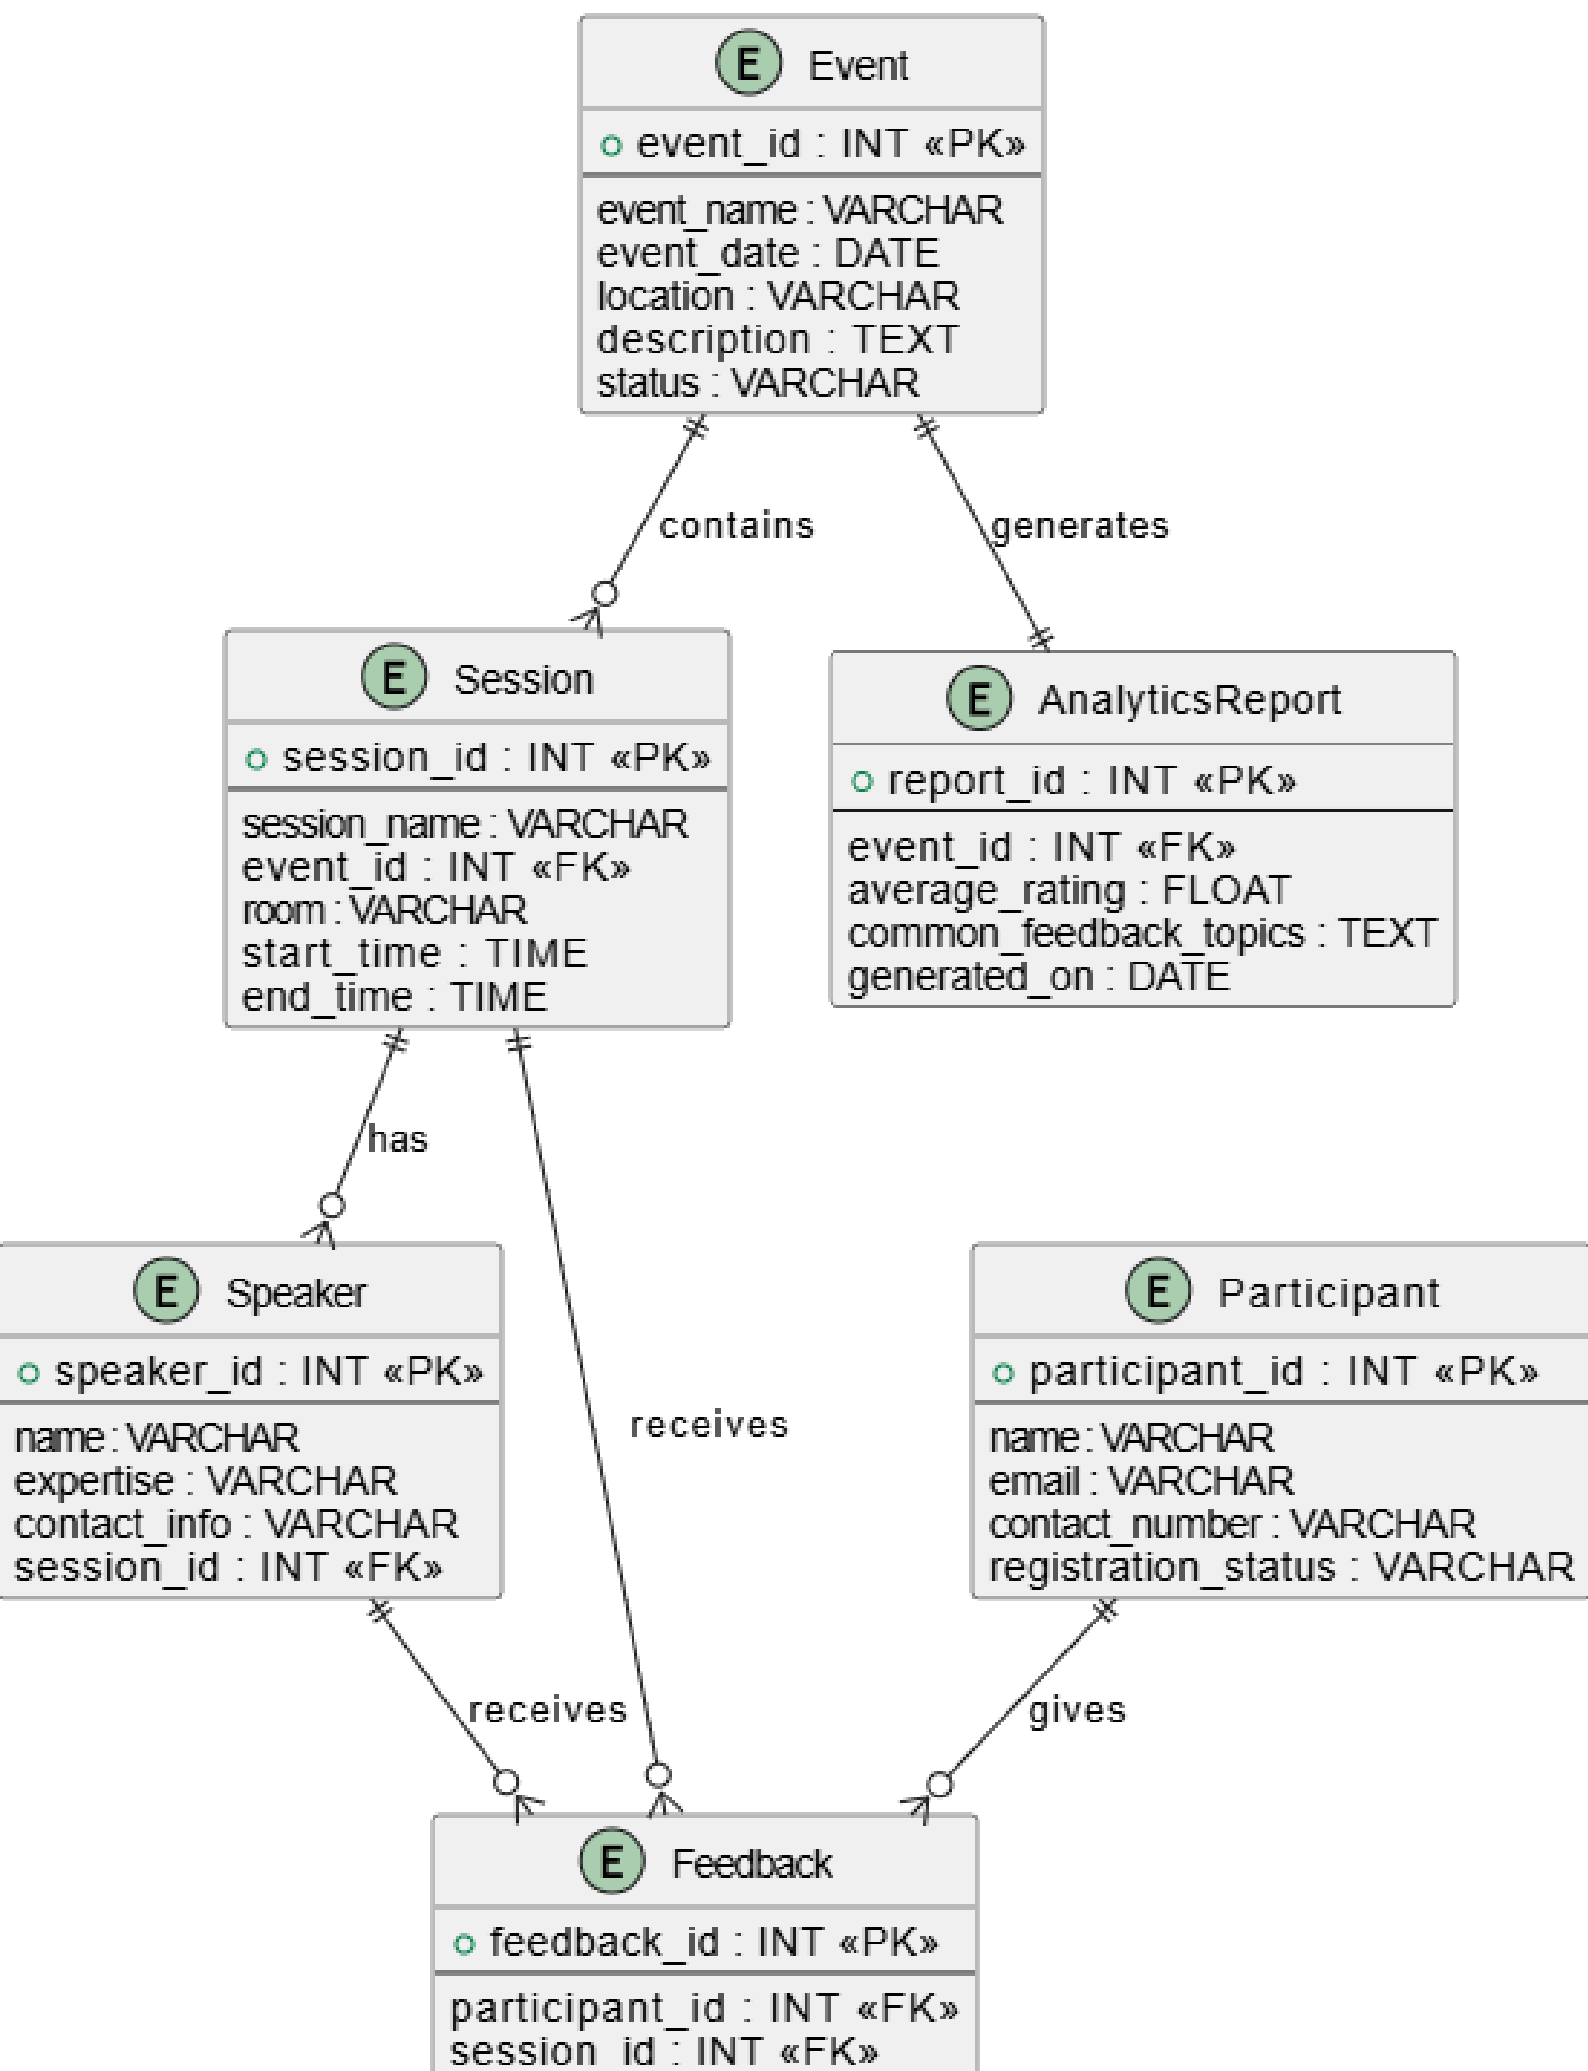 E Event
event_id : INT «PK»
event_name : VARCHAR
event_date : DATE
location : VARCHAR
description : TEXT
status : VARCHAR
contains
generates
E Session
session_id : INT «PK»
session_name : VARCHAR
event_id : INT «FK»
room : VARCHAR
start_time : TIME
end_time : TIME
E AnalyticsReport
report_id : INT «PK»
event_id : INT «FK»
average_rating : FLOAT
common_feedback_topics : TEXT
generated_on : DATE
has
E Speaker
speaker_id : INT «PK»
name : VARCHAR
expertise : VARCHAR
contact_info : VARCHAR
session_id : INT «FK»
receives
E Participant
participant_id : INT «PK»
name : VARCHAR
email : VARCHAR
contact_number : VARCHAR
registration_status : VARCHAR
receives
gives
E Feedback
feedback_id : INT «PK»
participant_id : INT «FK»
session_id : INT «FK»